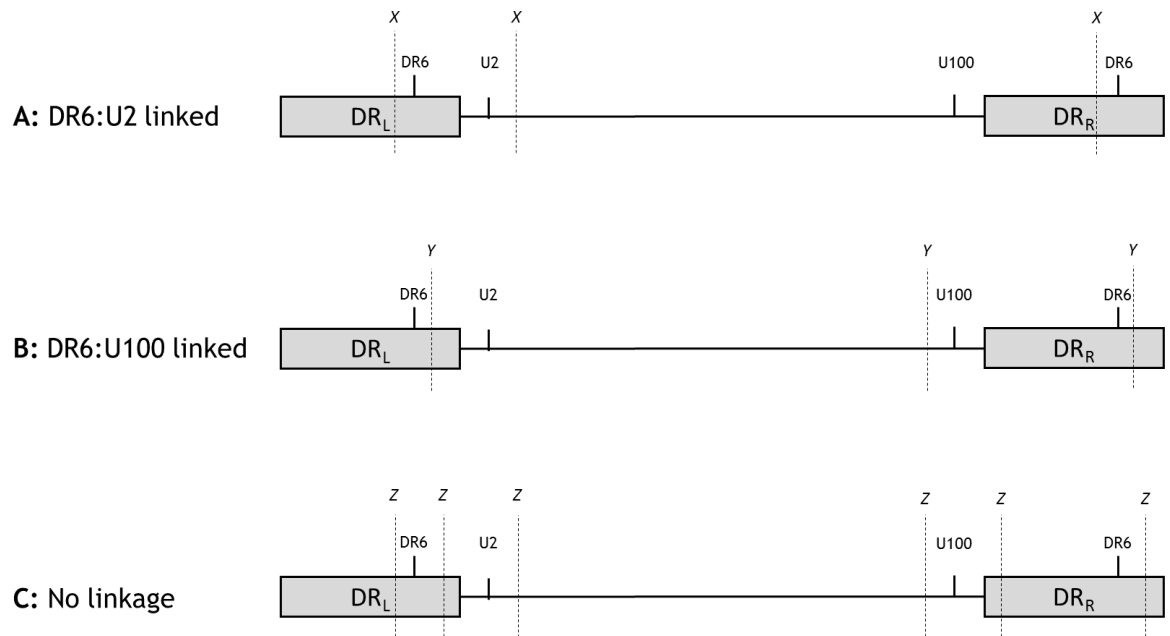 X X X
DR6 U2 U100 DR6
A: DR6:U2 linked DRL DRR
Y Y Y
DR6 U2 U100 DR6
B: DR6:U100 linked DRL DRR
Z Z Z Z Z Z
DR6 U2 U100 DR6
C: No linkage DRL DRR